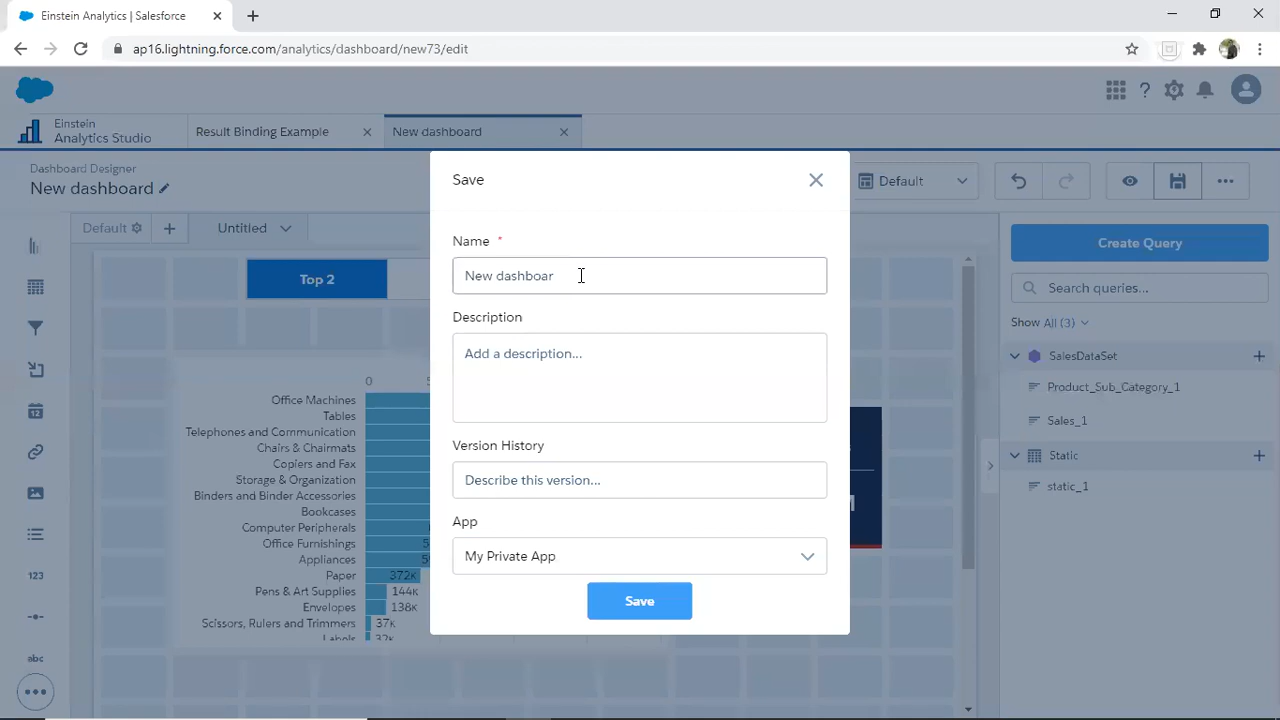 Einstein Analytics | Salesforce
ap16.lightning.force.com/analytics/dashboard/new73/edit
Einstein
Analytics Studio
Result Binding Example
New dashboard
Dashboard Designer
New dashboard
Default
Default
Untitled
Top 2
0
Office Machines
Tables
Telephones and Communication
Chairs & Chairmats
Copiers and Fax
Storage & Organization
Binders and Binder Accessories
Bookcases
Computer Peripherals
Office Furnishings
Appliances
Paper 372K
Pens & Art Supplies 144K
Envelopes 138K
Scissors, Rulers and Trimmers 37K
Labels 32K
Save
Name *
New dashboar
Description
Add a description...
Version History
Describe this version...
App
My Private App
Save
Create Query
Search queries...
Show All (3)
SalesDataSet
Product_Sub_Category_1
Sales_1
Static
static_1
123
abc